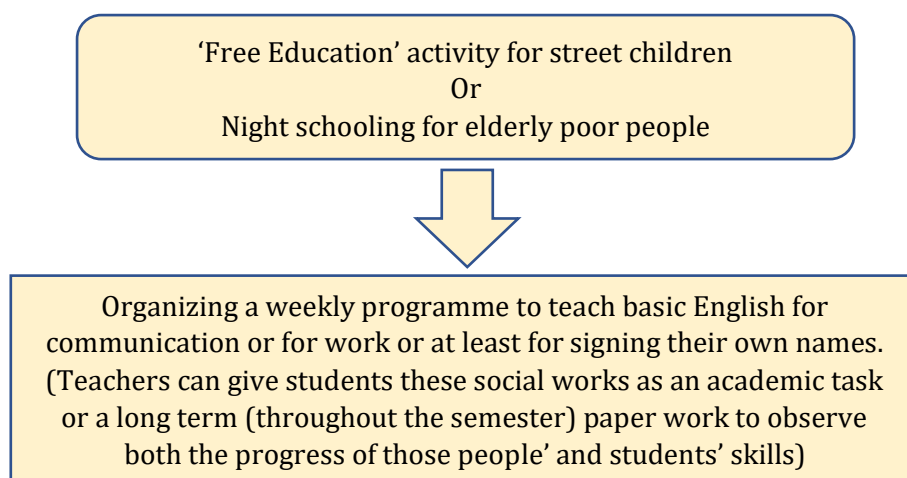 ‘Free Education’ activity for street children
Or
Night schooling for elderly poor people
Organizing a weekly programme to teach basic English for
communication or for work or at least for signing their own names.
(Teachers can give students these social works as an academic task
or a long term (throughout the semester) paper work to observe
both the progress of those people’ and students’ skills)